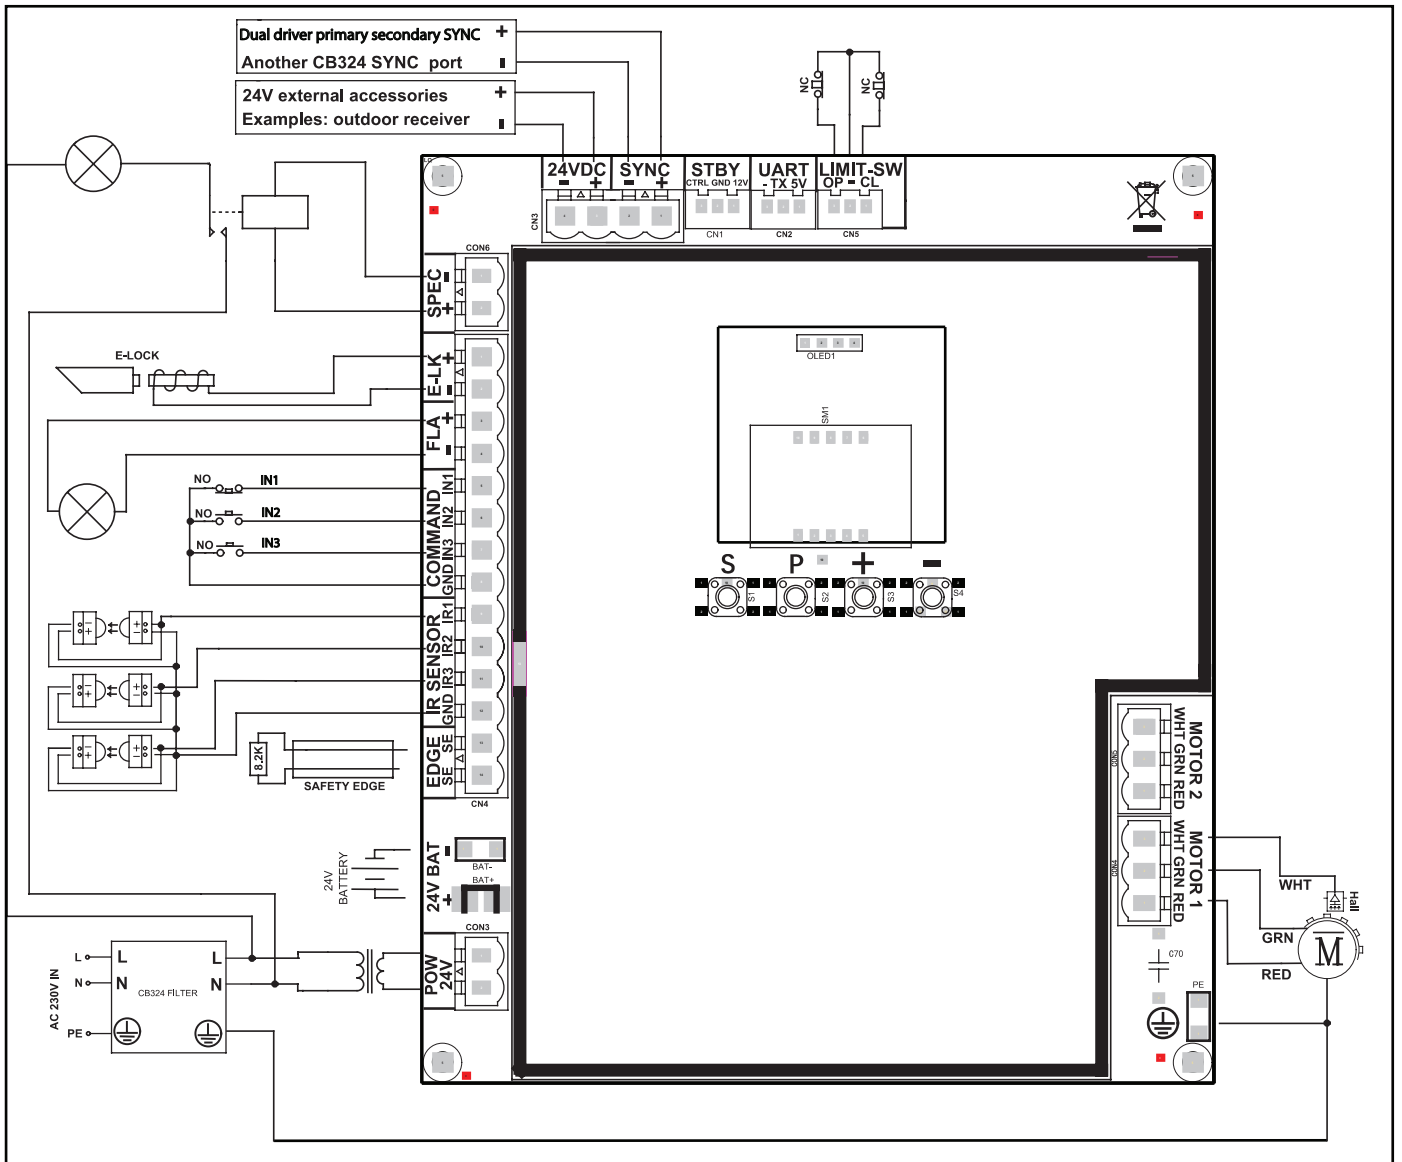 Dual driver primary secondary SYNC +
Another CB324 SYNC port -
24V external accessories +
Examples: outdoor receiver -
NC
NC
LD
24VDC
- +
SYNC
- +
STBY
CTRL GND 12V
UART
- TX 5V
LIMIT-SW
OP - CL
CN3
CN1
CN2
CN5
CON6
SPEC
-
+
E-LOCK
E-LK
+
-
FLA
+
-
NO IN1
NO IN2
NO IN3
COMMAND
IN1
IN2
IN3
GND
IR SENSOR
IR1
IR2
IR3
GND
- +
+ -
- +
+ -
- +
+ -
8.2K
SAFETY EDGE
EDGE
SE
SE
CN4
OLED1
SM1
S P + -
S1
S2
S3
S4
24V
BATTERY
24V BAT
-
+
BAT-
BAT+
CON3
POW
24V
AC 230V IN
L
N
PE
L L
N N
CB324 FILTER
CON5
WHT GRN RED
MOTOR 2
CON4
WHT GRN RED
MOTOR 1
WHT
GRN
RED
Hall
M
C70
PE